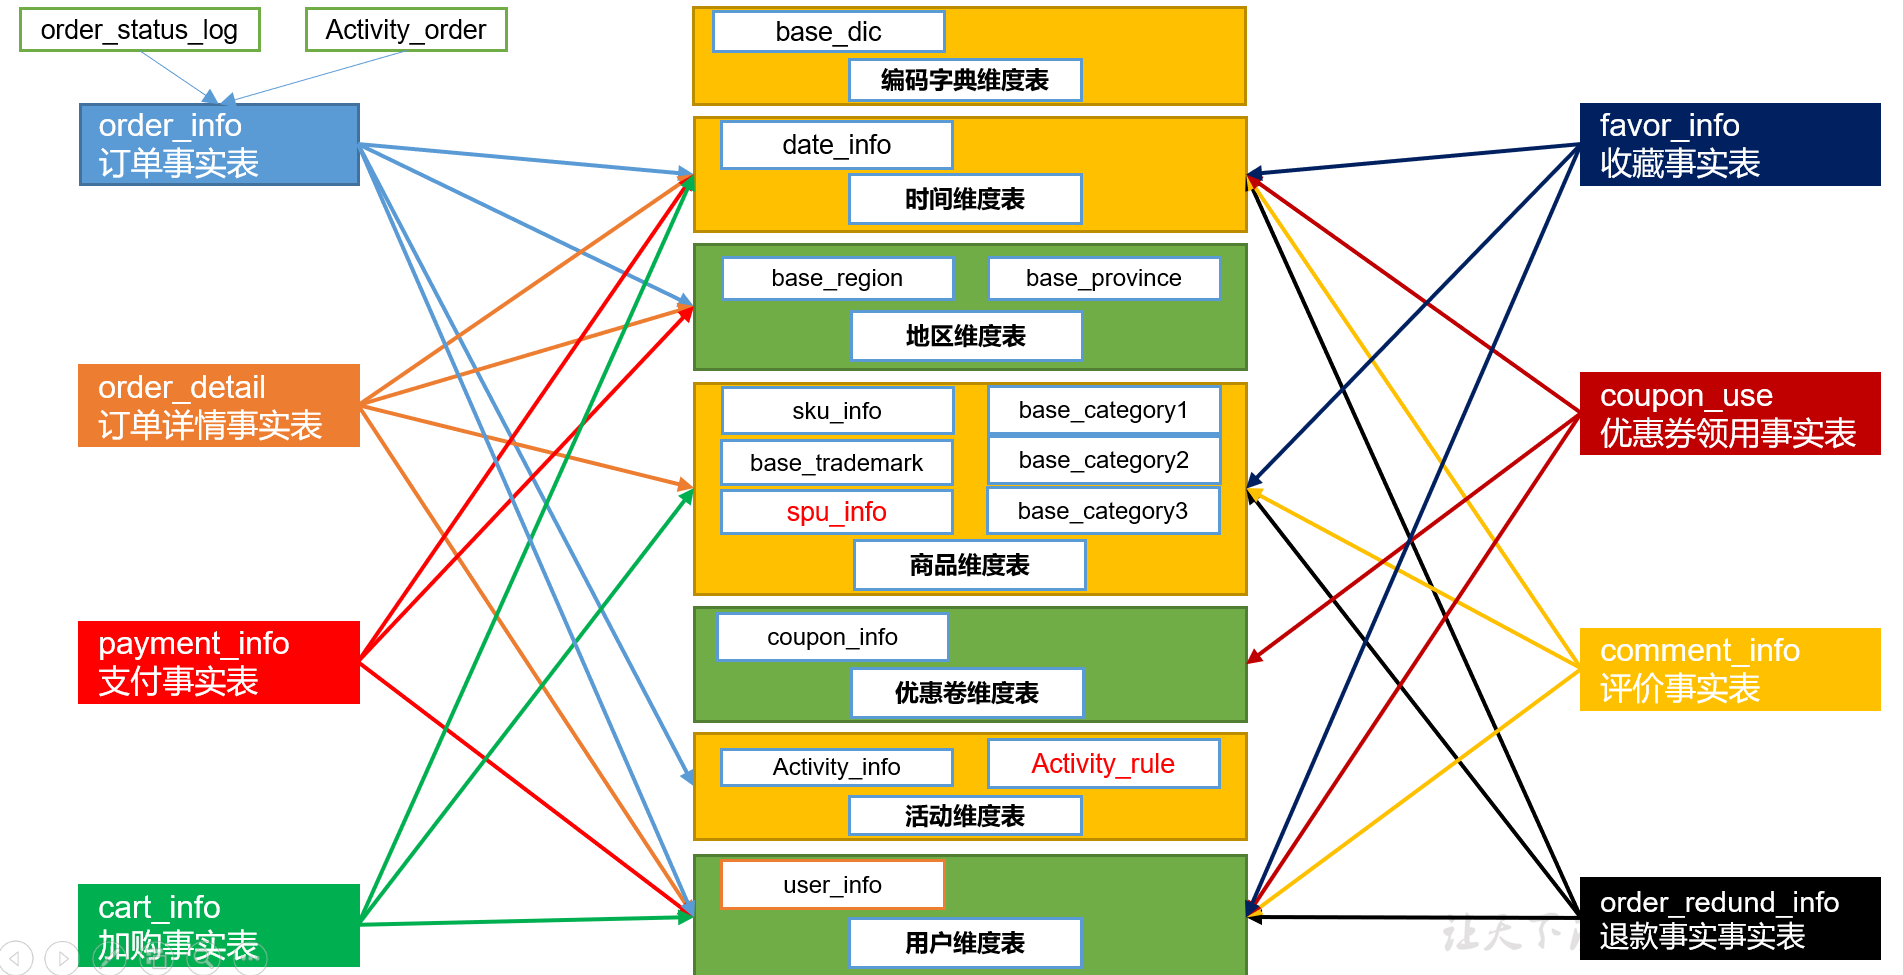 order_status_log
Activity_order
order_info
订单事实表
order_detail
订单详情事实表
payment_info
支付事实表
cart_info
加购事实表
base_dic
编码字典维度表
date_info
时间维度表
base_region
base_province
地区维度表
sku_info
base_category1
base_trademark
base_category2
spu_info
base_category3
商品维度表
coupon_info
优惠卷维度表
Activity_info
Activity_rule
活动维度表
user_info
用户维度表
favor_info
收藏事实表
coupon_use
优惠券领用事实表
comment_info
评价事实表
order_redund_info
退款事实事实表
让天下